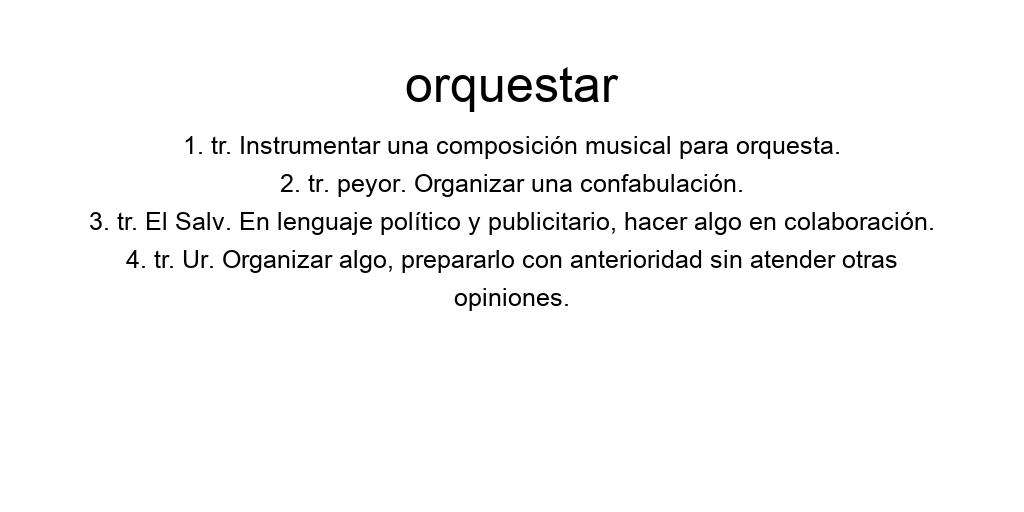 orquestar
1. tr. Instrumentar una composición musical para orquesta.
2. tr. peyor. Organizar una confabulación.
3. tr. El Salv. En lenguaje político y publicitario, hacer algo en colaboración.
4. tr. Ur. Organizar algo, prepararlo con anterioridad sin atender otras
opiniones.